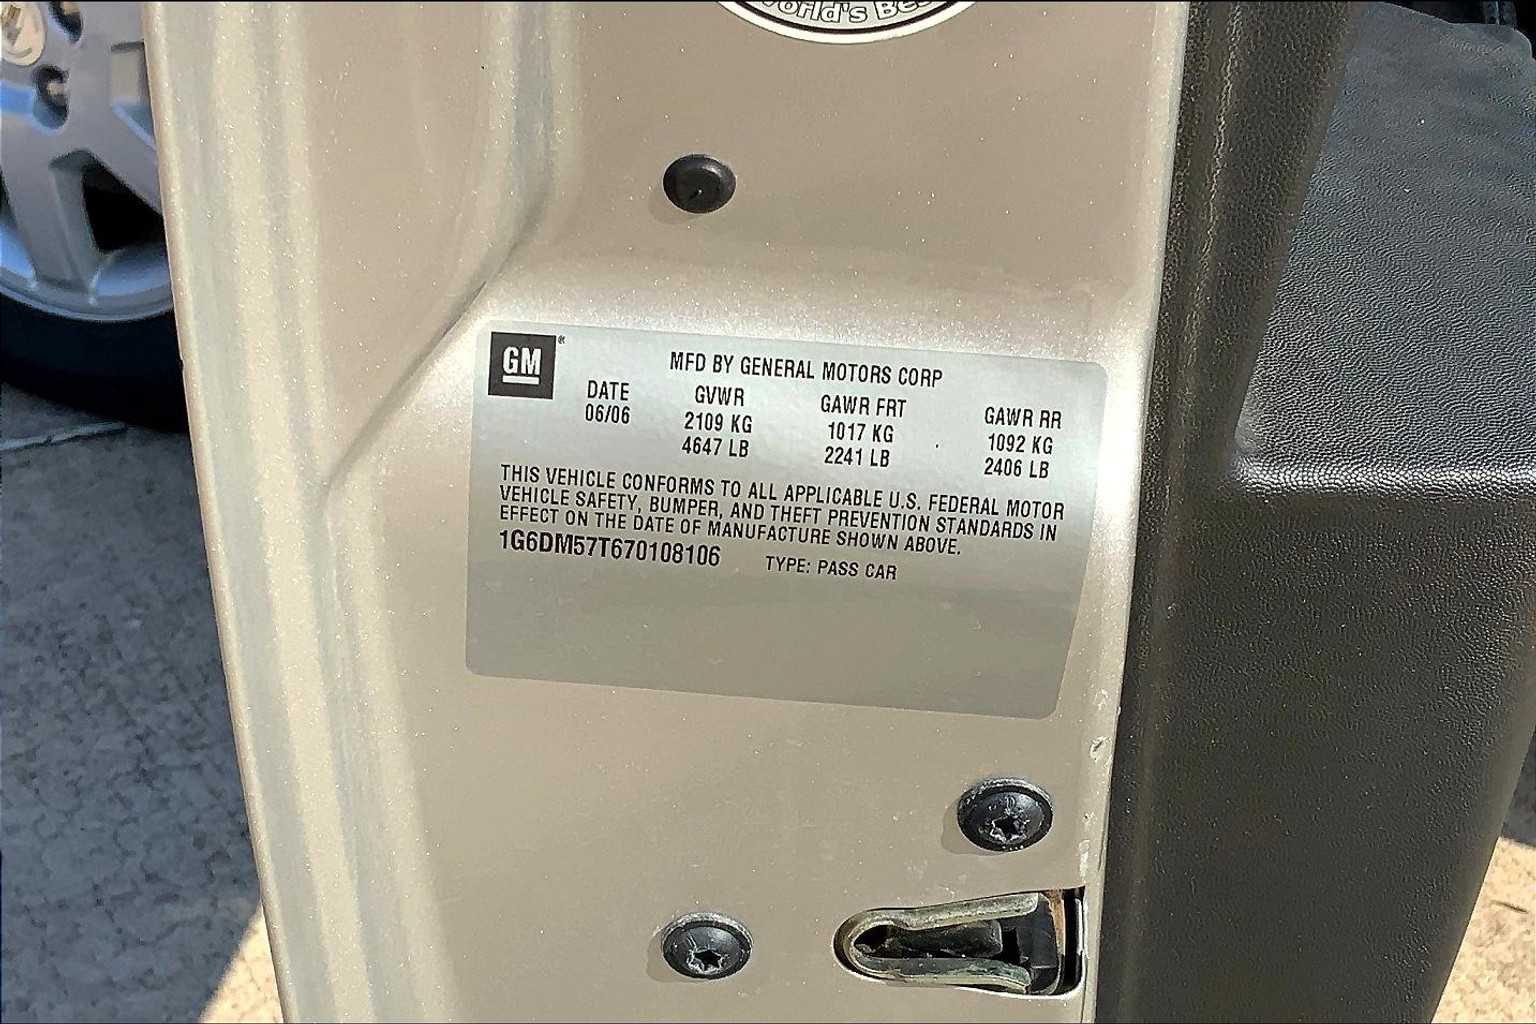 World's Be
GM®
MFD BY GENERAL MOTORS CORP
DATE GVWR GAWR FRT GAWR RR
06/06 2109 KG 1017 KG 1092 KG
4647 LB 2241 LB 2406 LB
THIS VEHICLE CONFORMS TO ALL APPLICABLE U.S. FEDERAL MOTOR
VEHICLE SAFETY, BUMPER, AND THEFT PREVENTION STANDARDS IN
EFFECT ON THE DATE OF MANUFACTURE SHOWN ABOVE.
1G6DM57T670108106 TYPE: PASS CAR